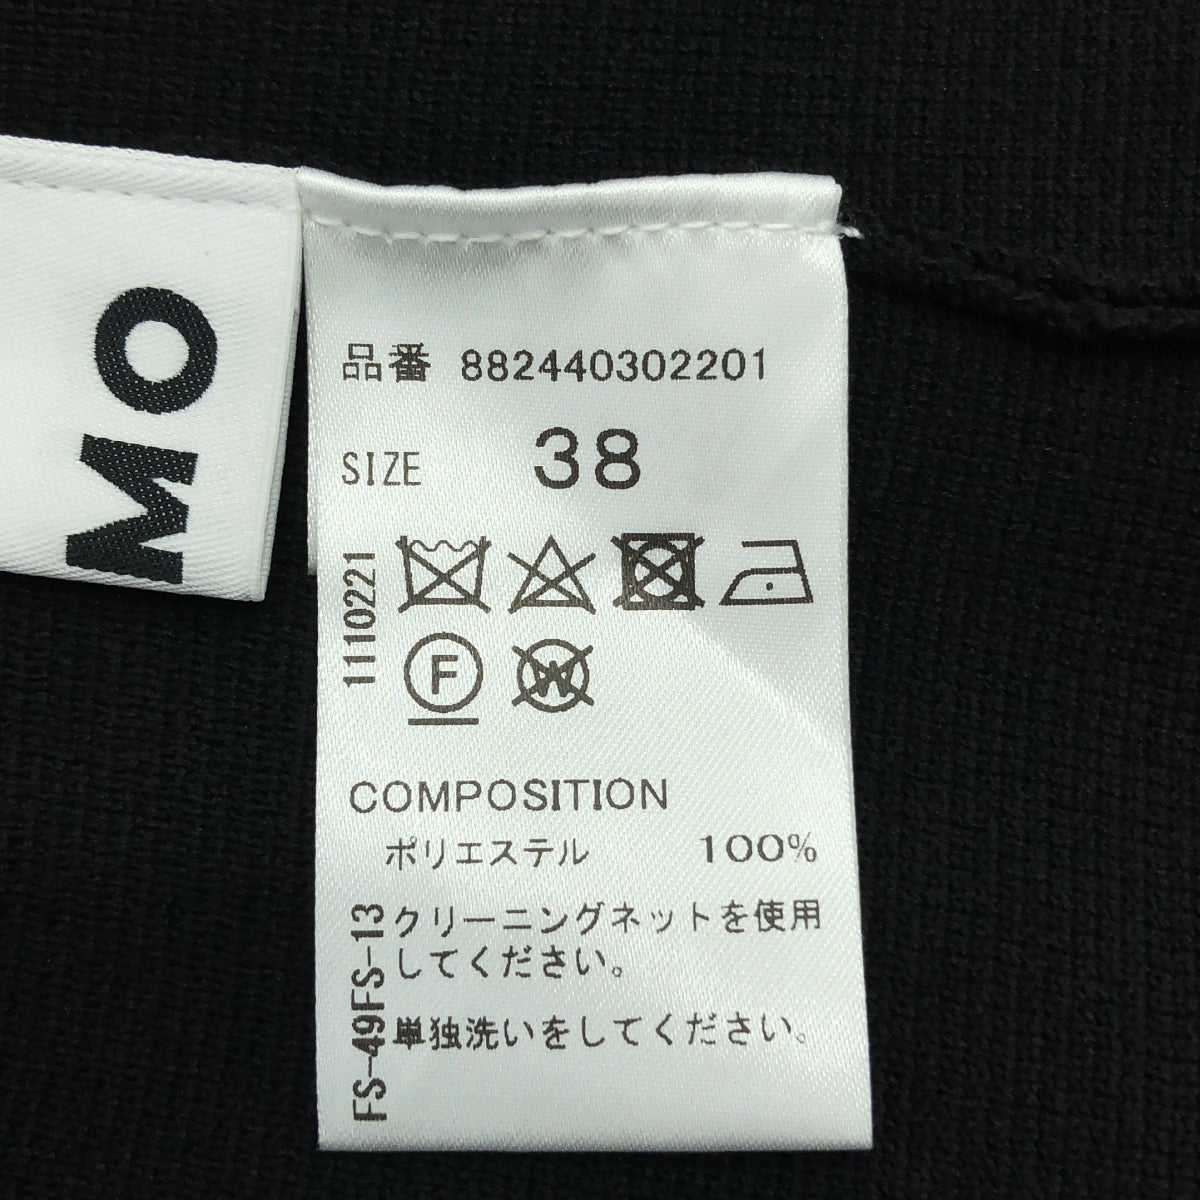 MO
品番 882440302201
SIZE 38
1110221
F
W
COMPOSITION
ポリエステル 100%
クリーニングネットを使用
してください。
単独洗いをしてください。
FS-49FS-13